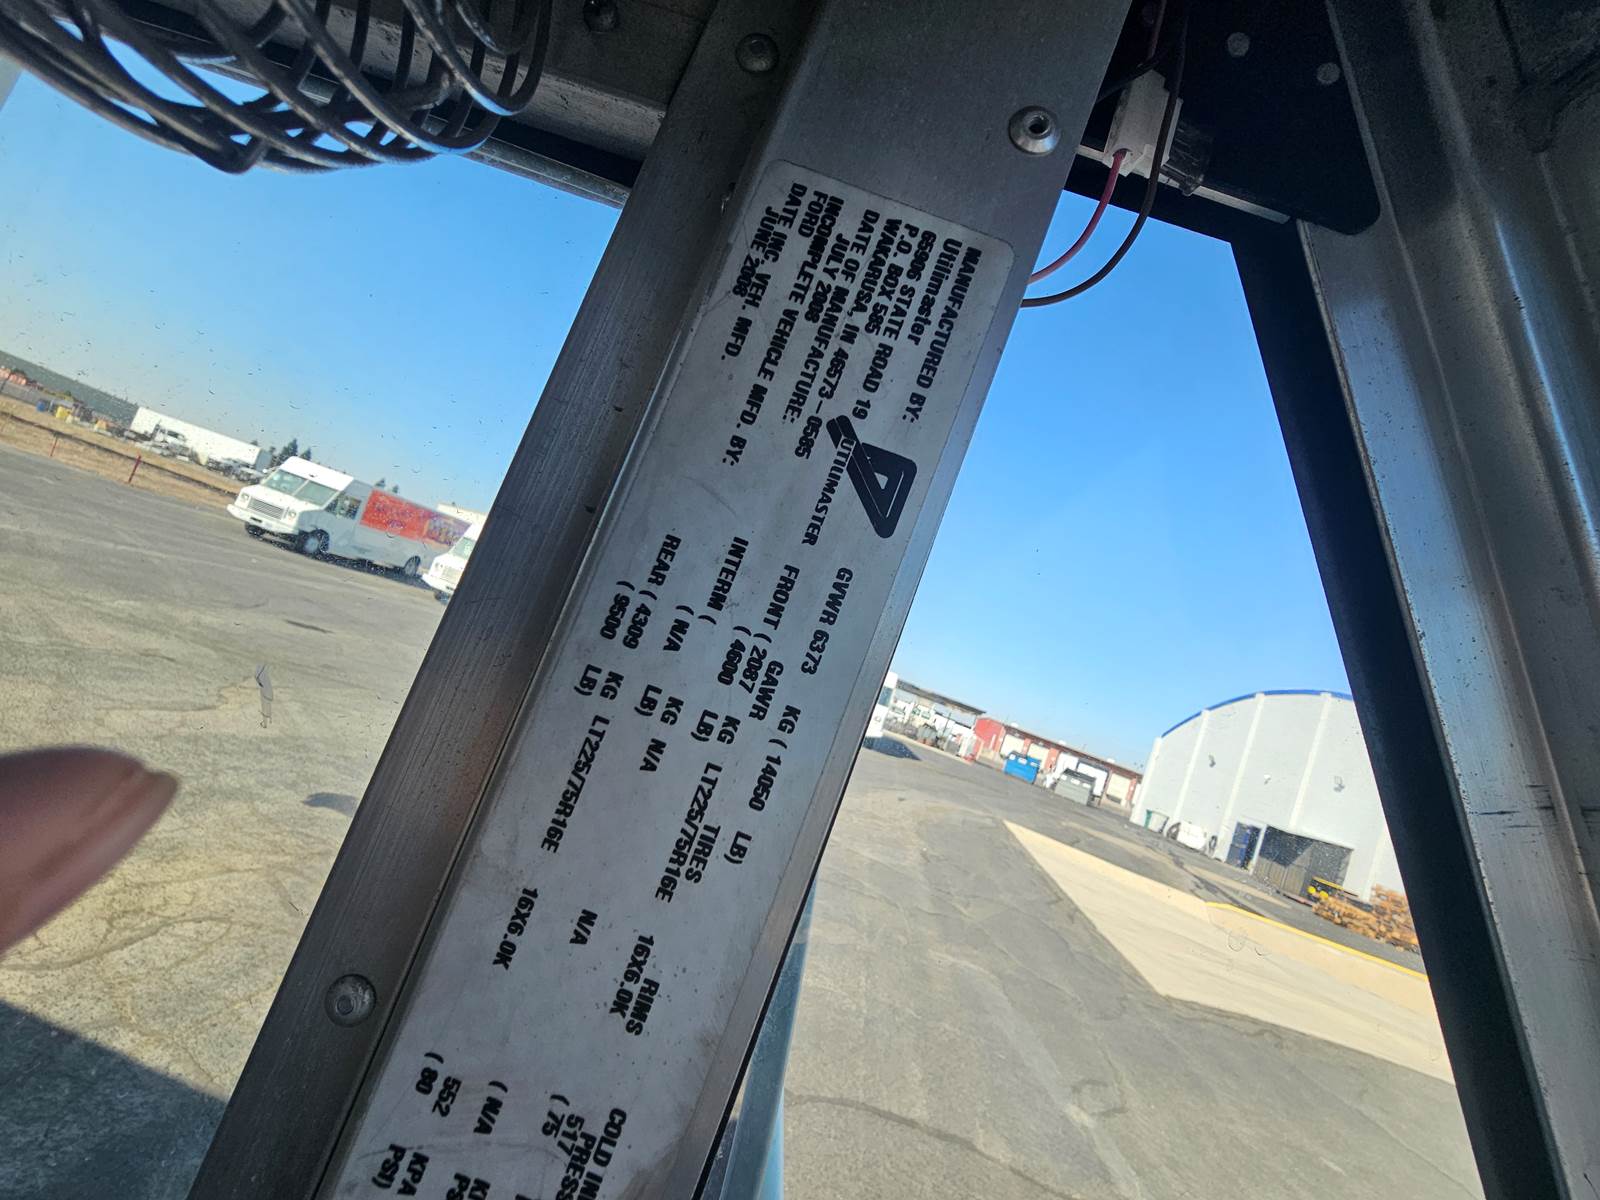 MANUFACTURED BY:
Utilimaster
65906 STATE ROAD 19
P.O. BOX 585
WAKARUSA, IN 46573-0585
DATE OF MANUFACTURE:
JULY 2008
INCOMPLETE VEHICLE MFD. BY:
FORD
DATE INC. VEH. MFD.
JUNE 2008
UTILIMASTER
GVWR 6373 KG ( 14050 LB)
GAWR TIRES RIMS COLD IN
PRESS
FRONT ( 2087 KG LT225/75R16E 16X6.0K 517
( 4600 LB) ( 75
INTERM ( KG N/A N/A
( N/A LB) ( N/A
REAR ( 4309 KG LT225/75R16E 16X6.0K 552 KPA
( 9500 LB) ( 80 PSI)